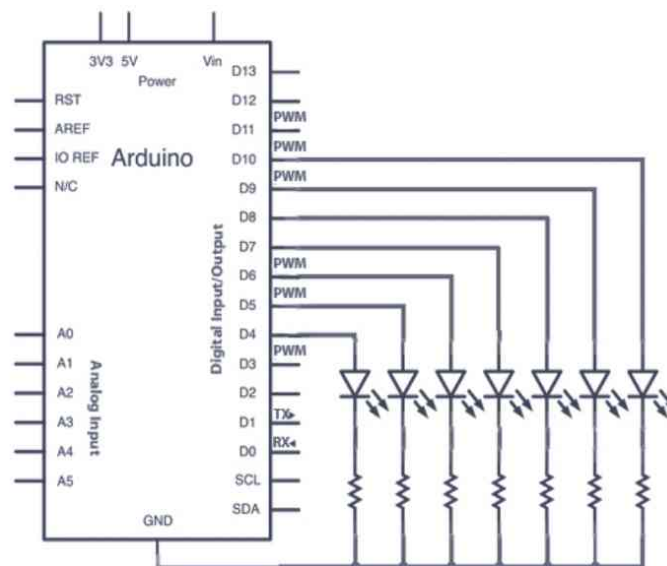 3V3 5V Vin
Power
D13
RST
D12
PWM
AREF
D11
PWM
IO REF
Arduino
D10
PWM
N/C
D9
D8
D7
PWM
D6
PWM
D5
Digital Input/Output
A0
D4
PWM
A1
D3
A2
D2
Analog Input
TX▸
A3
D1
RX◂
A4
D0
A5
SCL
SDA
GND